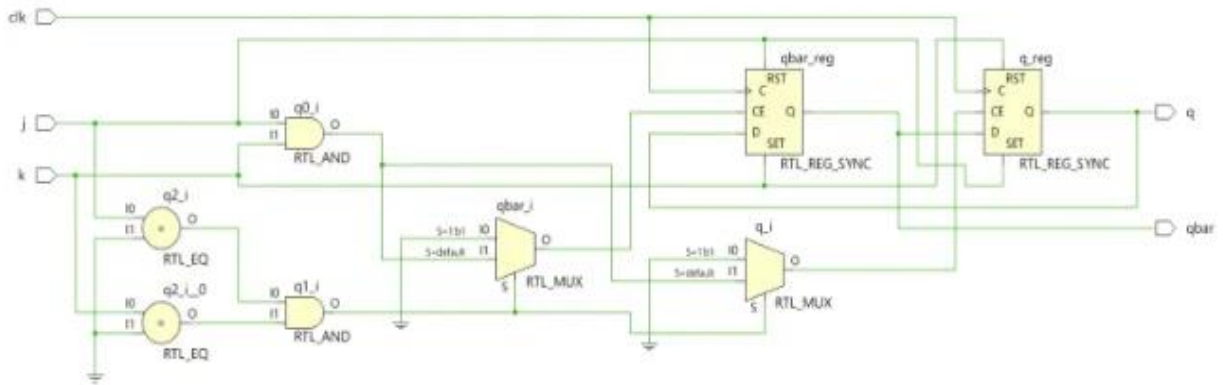 clk
qbar_reg
q_reg
RST
RST
C
C
q0_i
CE
Q
CE
Q
q
j
I0
O
D
D
I1
SET
SET
RTL_AND
RTL_REG_SYNC
RTL_REG_SYNC
k
q2_i
qbar_i
I0
O
q_i
qbar
I1
S=1'b1
I0
O
S=default
I1
S=1'b1
I0
O
RTL_EQ
S=default
I1
q2_i__0
q1_i
S
RTL_MUX
I0
O
I0
O
S
RTL_MUX
I1
I1
RTL_AND
RTL_EQ